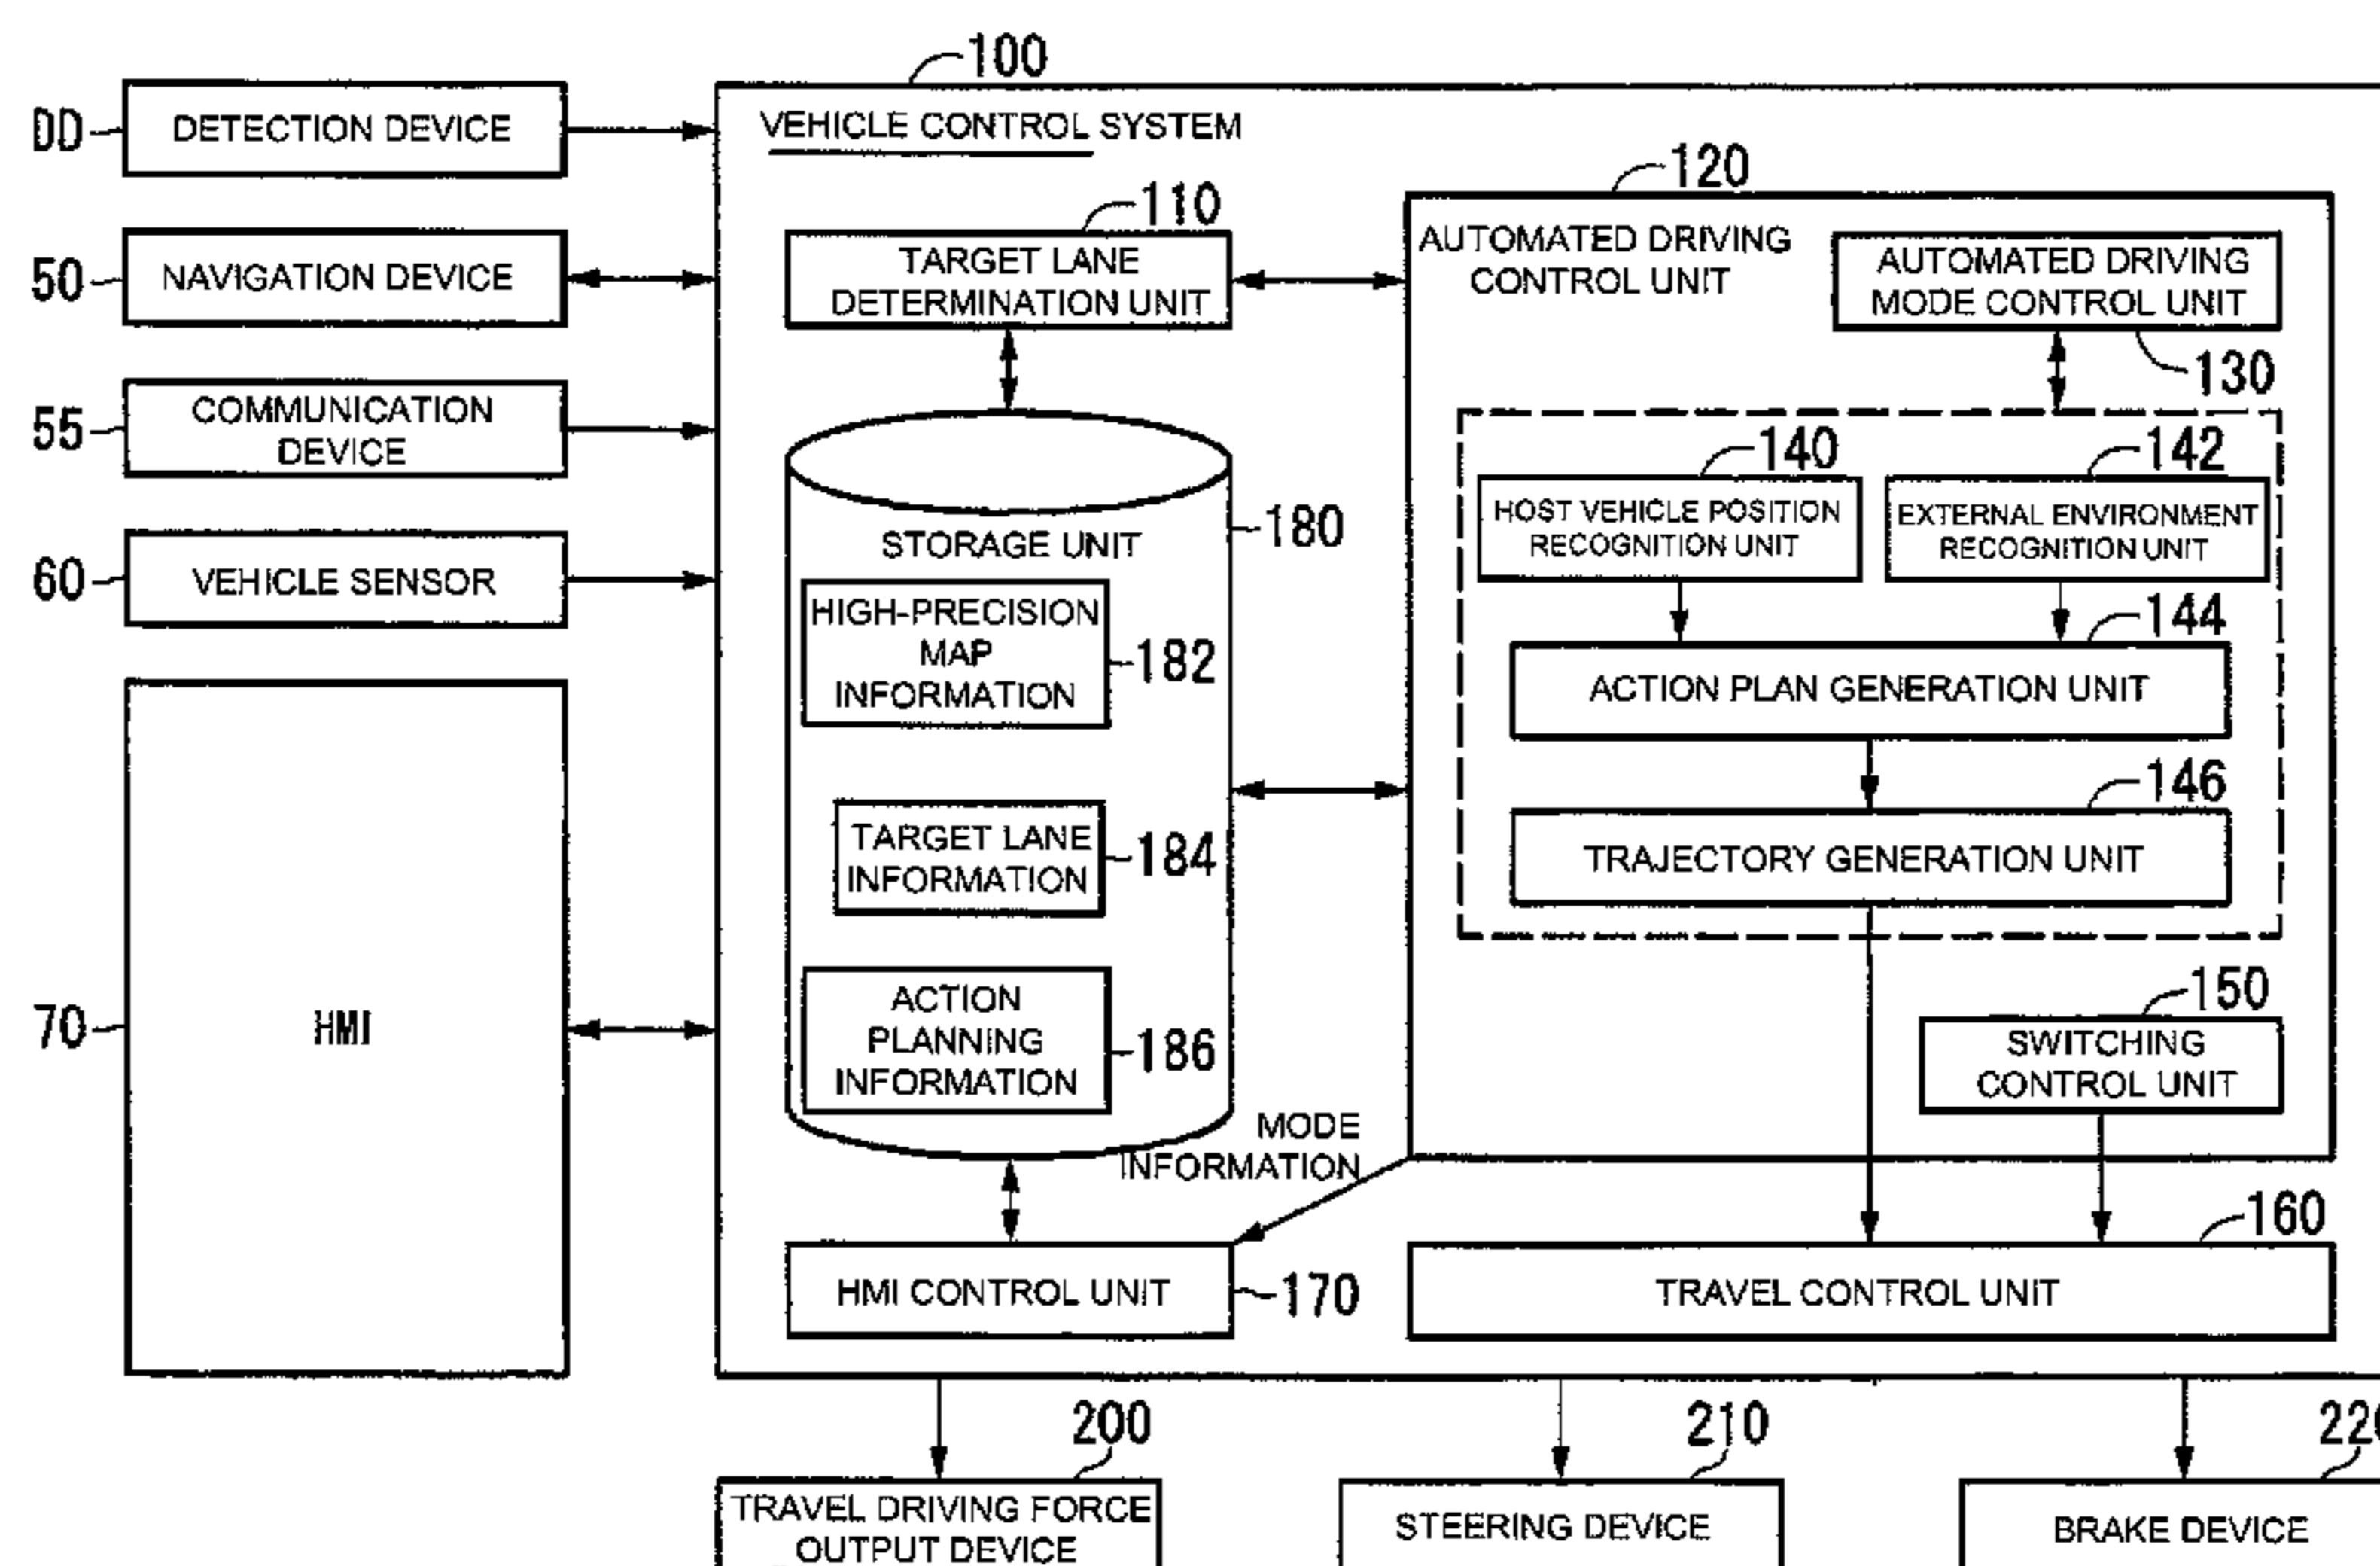 100
DD
DETECTION DEVICE
VEHICLE CONTROL SYSTEM
120
110
50
NAVIGATION DEVICE
TARGET LANE
DETERMINATION UNIT
AUTOMATED DRIVING
CONTROL UNIT
AUTOMATED DRIVING
MODE CONTROL UNIT
130
55
COMMUNICATION
DEVICE
140
142
HOST VEHICLE POSITION
RECOGNITION UNIT
EXTERNAL ENVIRONMENT
RECOGNITION UNIT
180
STORAGE UNIT
60
VEHICLE SENSOR
HIGH-PRECISION
MAP
INFORMATION
182
144
ACTION PLAN GENERATION UNIT
146
TRAJECTORY GENERATION UNIT
TARGET LANE
INFORMATION
184
70
HMI
ACTION
PLANNING
INFORMATION
186
150
SWITCHING
CONTROL UNIT
MODE
INFORMATION
160
HMI CONTROL UNIT
170
TRAVEL CONTROL UNIT
200
210
TRAVEL DRIVING FORCE
OUTPUT DEVICE
STEERING DEVICE
BRAKE DEVICE